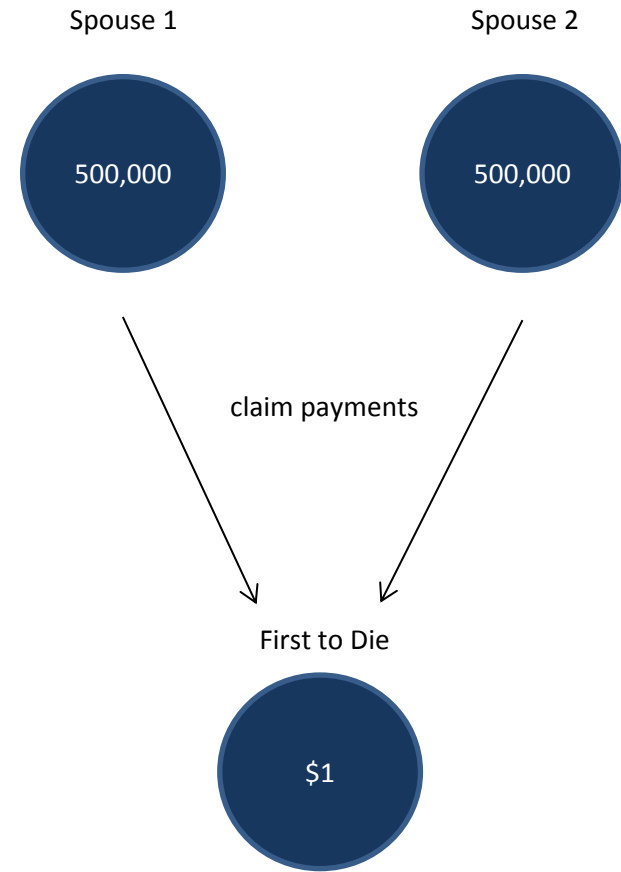 Spouse 1
Spouse 2
500,000
500,000
claim payments
First to Die
$1